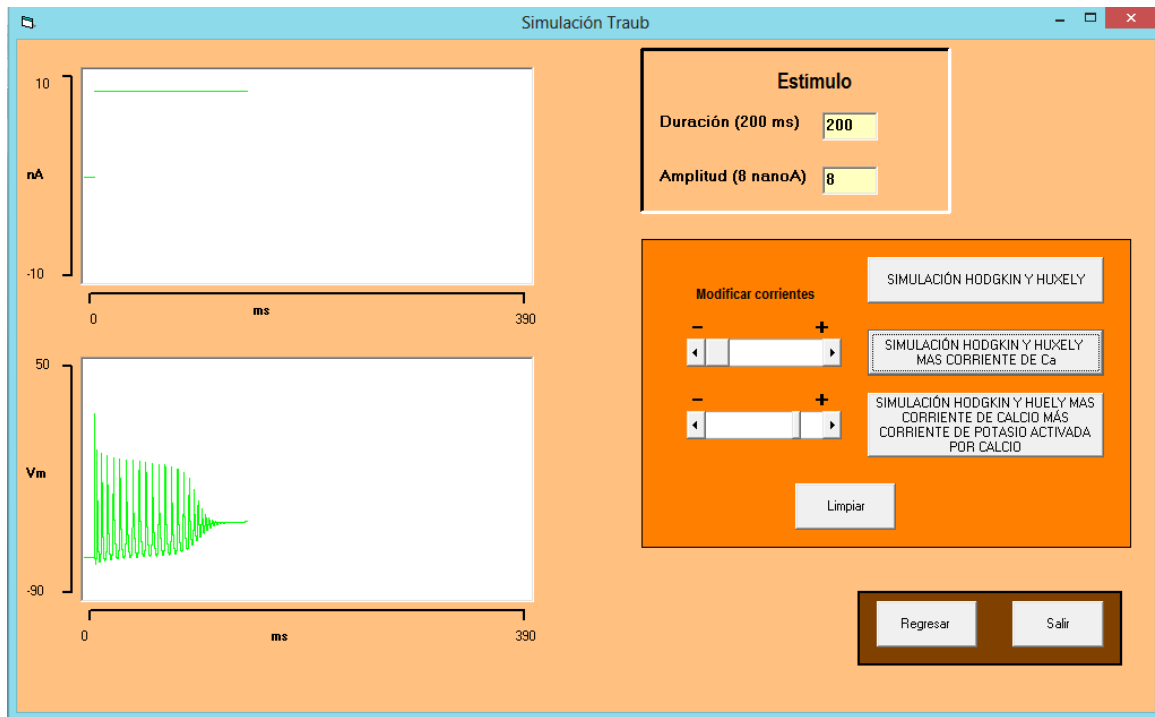 Simulación Traub
10
nA
-10
0
ms
390
50
Vm
-90
0
ms
390
Estímulo
Duración (200 ms)
200
Amplitud (8 nanoA)
8
Modificar corrientes
- +
- +
SIMULACIÓN HODGKIN Y HUXELY
SIMULACIÓN HODGKIN Y HUXELY
MAS CORRIENTE DE Ca
SIMULACIÓN HODGKIN Y HUELY MAS
CORRIENTE DE CALCIO MÁS
CORRIENTE DE POTASIO ACTIVADA
POR CALCIO
Limpiar
Regresar
Salir